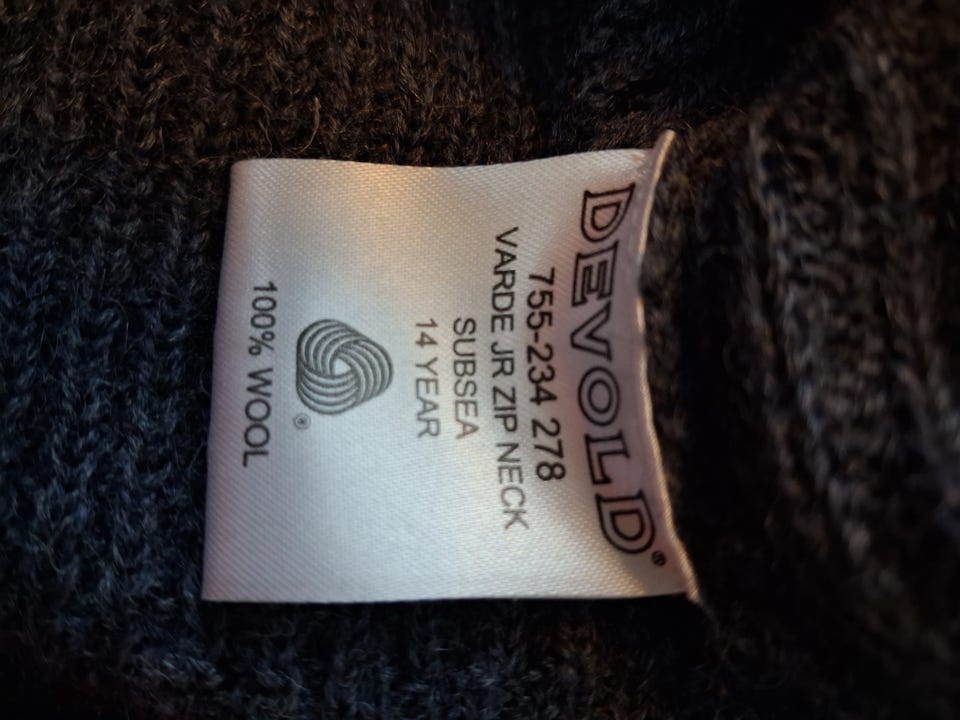 DEVOLD®
755-234 278
VARDE JR ZIP NECK
SUBSEA
14 YEAR
®
100% WOOL